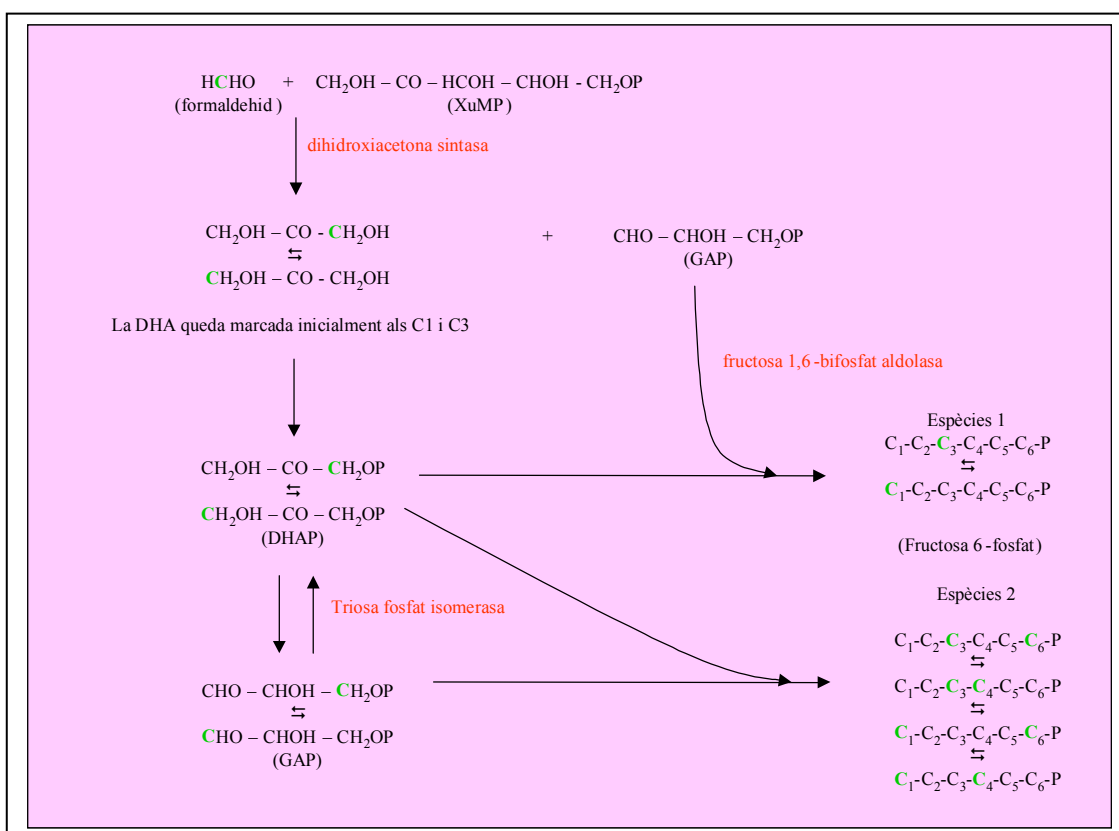 HCHO + CH₂OH – CO – HCOH – CHOH - CH₂OP
(formaldehid ) (XuMP)
dihidroxiacetona sintasa
CH₂OH – CO - CH₂OH + CHO – CHOH – CH₂OP
⇆ (GAP)
CH₂OH – CO - CH₂OH
La DHA queda marcada inicialment als C1 i C3
fructosa 1,6 -bifosfat aldolasa
Espècies 1
C₁-C₂-C₃-C₄-C₅-C₆-P
⇆
C₁-C₂-C₃-C₄-C₅-C₆-P
(Fructosa 6 -fosfat)
CH₂OH – CO – CH₂OP
⇆
CH₂OH – CO – CH₂OP
(DHAP)
Triosa fosfat isomerasa
Espècies 2
C₁-C₂-C₃-C₄-C₅-C₆-P
⇆
C₁-C₂-C₃-C₄-C₅-C₆-P
⇆
C₁-C₂-C₃-C₄-C₅-C₆-P
⇆
C₁-C₂-C₃-C₄-C₅-C₆-P
CHO – CHOH – CH₂OP
⇆
CHO – CHOH – CH₂OP
(GAP)